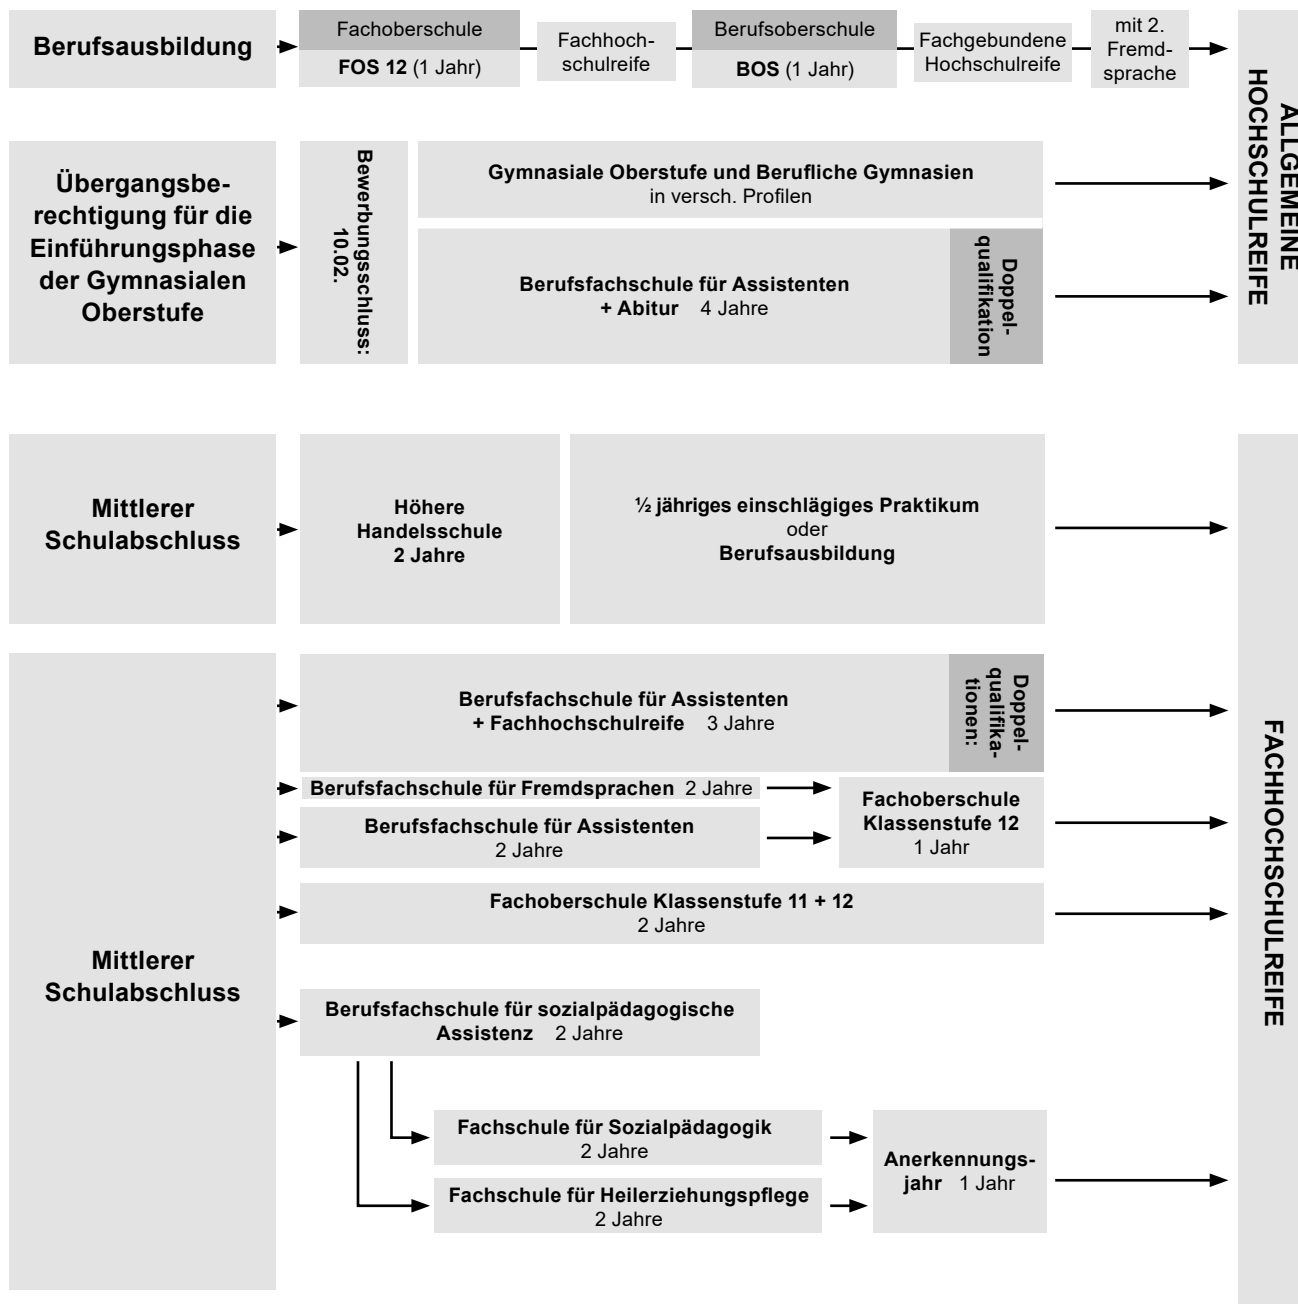 Berufsausbildung
Fachoberschule
FOS 12 (1 Jahr)
Fachhoch-
schulreife
Berufsoberschule
BOS (1 Jahr)
Fachgebundene
Hochschulreife
mit 2.
Fremd-
sprache
ALLGEMEINE
HOCHSCHULREIFE
Übergangsbe-
rechtigung für die
Einführungsphase
der Gymnasialen
Oberstufe
Bewerbungsschluss:
10.02.
Gymnasiale Oberstufe und Berufliche Gymnasien
in versch. Profilen
Berufsfachschule für Assistenten
+ Abitur 4 Jahre
Doppel-
qualifikation
Mittlerer
Schulabschluss
Höhere
Handelsschule
2 Jahre
½ jähriges einschlägiges Praktikum
oder
Berufsausbildung
FACHHOCHSCHULREIFE
Mittlerer
Schulabschluss
Berufsfachschule für Assistenten
+ Fachhochschulreife 3 Jahre
Doppel-
qualifika-
tionen:
Berufsfachschule für Fremdsprachen 2 Jahre
Berufsfachschule für Assistenten
2 Jahre
Fachoberschule
Klassenstufe 12
1 Jahr
Fachoberschule Klassenstufe 11 + 12
2 Jahre
Berufsfachschule für sozialpädagogische
Assistenz 2 Jahre
Fachschule für Sozialpädagogik
2 Jahre
Fachschule für Heilerziehungspflege
2 Jahre
Anerkennungs-
jahr 1 Jahr